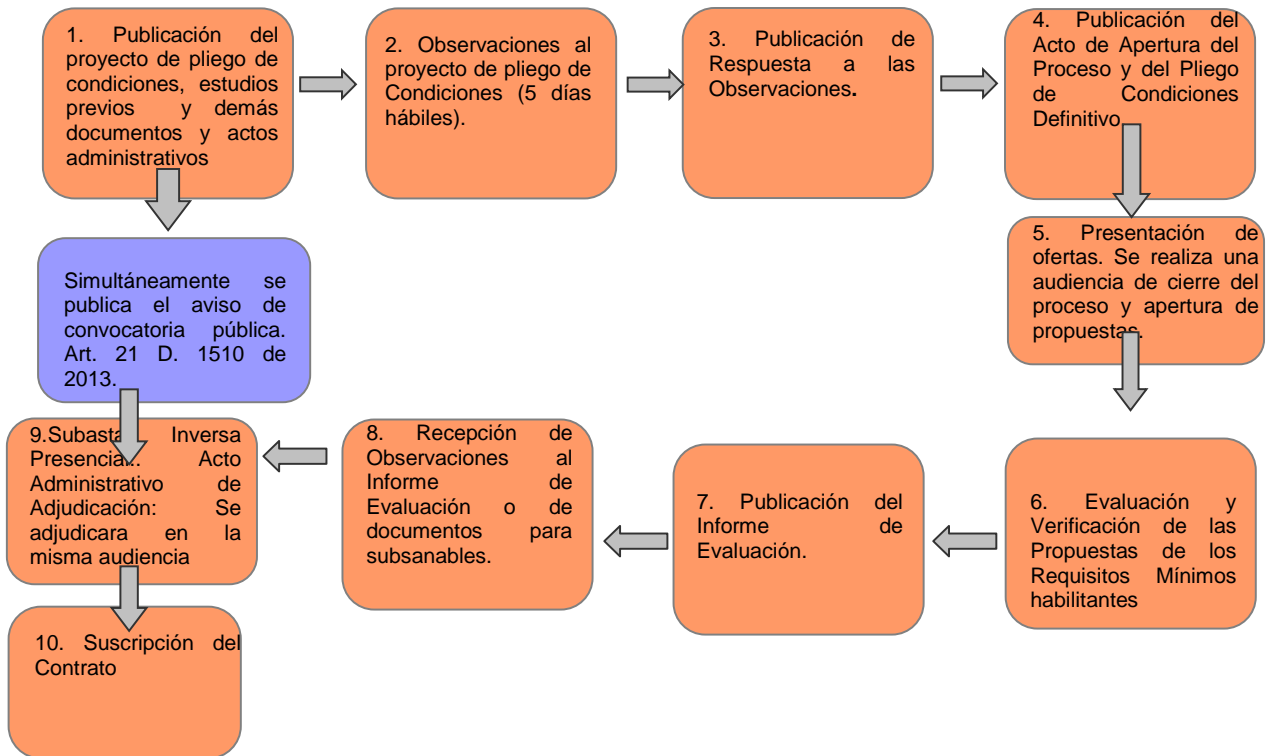 1. Publicación del
proyecto de pliego de
condiciones, estudios
previos y demás
documentos y actos
administrativos
2. Observaciones al
proyecto de pliego de
Condiciones (5 días
hábiles).
3. Publicación de
Respuesta a las
Observaciones.
4. Publicación del
Acto de Apertura del
Proceso y del Pliego
de Condiciones
Definitivo
Simultáneamente se
publica el aviso de
convocatoria pública.
Art. 21 D. 1510 de
2013.
5. Presentación de
ofertas. Se realiza una
audiencia de cierre del
proceso y apertura de
propuestas.
6. Evaluación y
Verificación de las
Propuestas de los
Requisitos Mínimos
habilitantes
7. Publicación del
Informe de
Evaluación.
8. Recepción de
Observaciones al
Informe de
Evaluación o de
documentos para
subsanables.
9.Subasta Inversa
Presencial. Acto
Administrativo de
Adjudicación: Se
adjudicara en la
misma audiencia
10. Suscripción del
Contrato